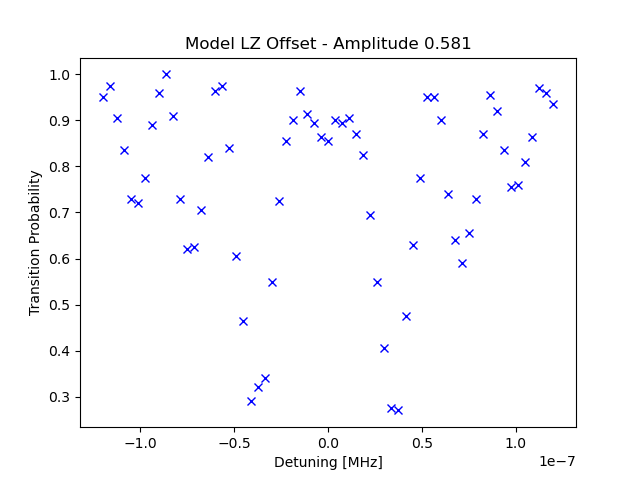 Model LZ Offset - Amplitude 0.581
1.0
0.9
0.8
0.7
0.6
0.5
0.4
0.3
Transition Probability
−1.0 −0.5 0.0 0.5 1.0
1e−7
Detuning [MHz]